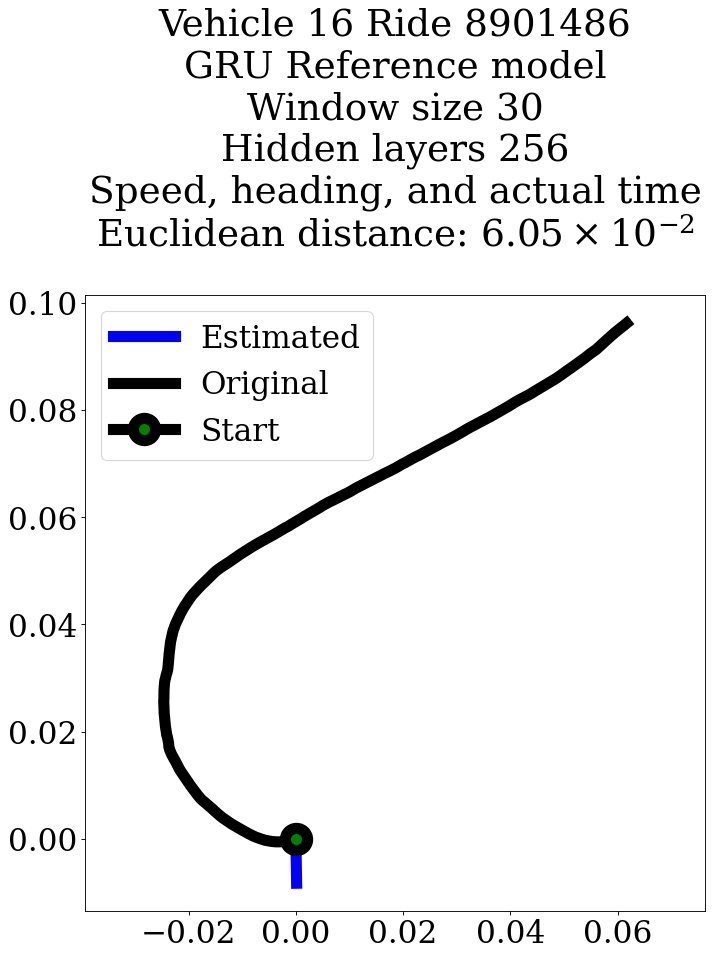 Vehicle 16 Ride 8901486
GRU Reference model
Window size 30
Hidden layers 256
Speed, heading, and actual time
Euclidean distance: 6.05 × 10⁻²
Estimated
Original
Start
0.10
0.08
0.06
0.04
0.02
0.00
−0.02 0.00 0.02 0.04 0.06